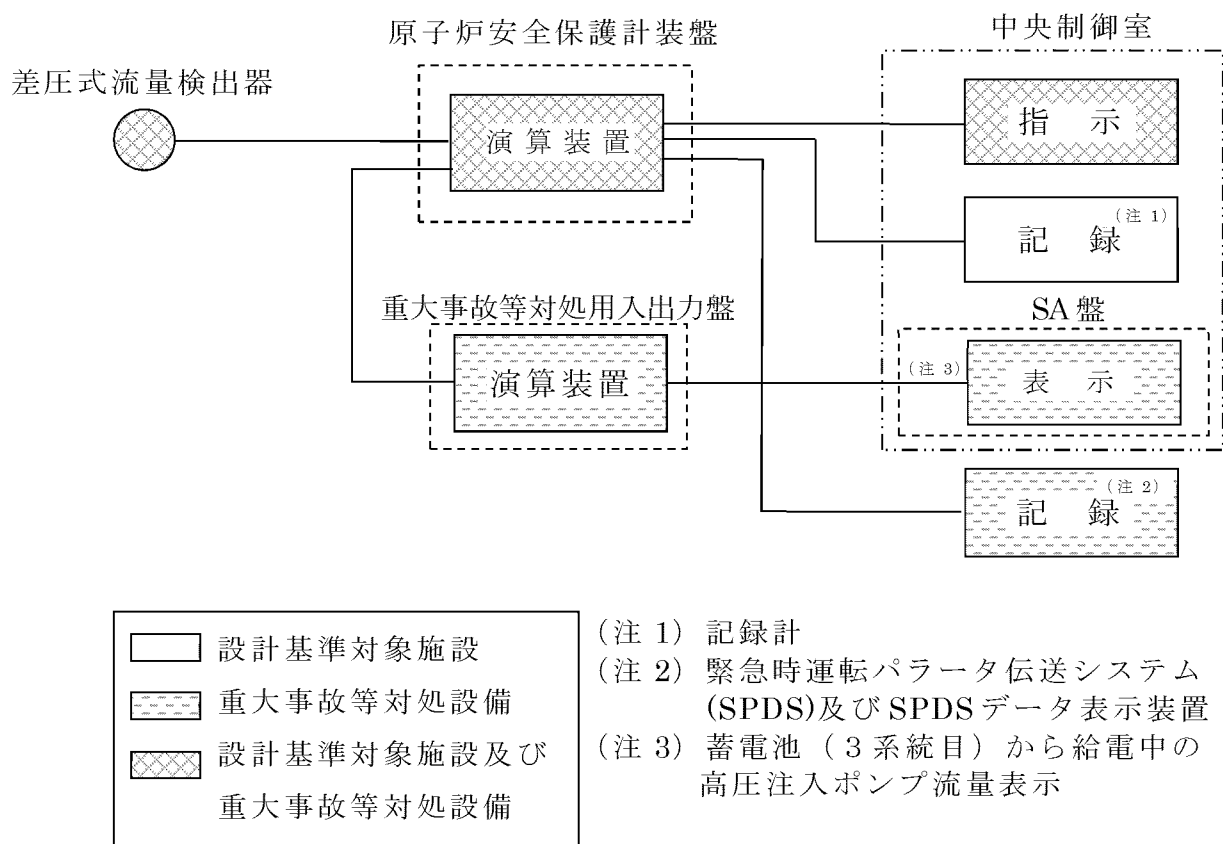 原子炉安全保護計装盤
中央制御室
差圧式流量検出器
演算装置
指 示
記 録 (注 1)
重大事故等対処用入出力盤
SA 盤
演算装置
(注 3)
表 示
記 録 (注 2)
設計基準対象施設
重大事故等対処設備
設計基準対象施設及び
重大事故等対処設備
(注 1) 記録計
(注 2) 緊急時運転パラータ伝送システム
(SPDS)及び SPDS データ表示装置
(注 3) 蓄電池(3系統目)から給電中の
高圧注入ポンプ流量表示